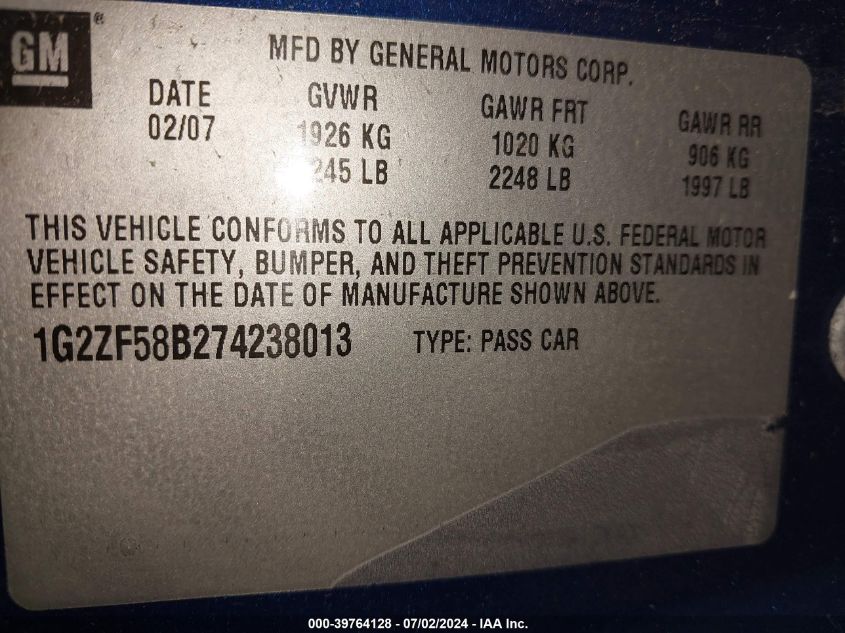 GM®
MFD BY GENERAL MOTORS CORP.
DATE GVWR GAWR FRT GAWR RR
02/07 1926 KG 1020 KG 906 KG
245 LB 2248 LB 1997 LB
THIS VEHICLE CONFORMS TO ALL APPLICABLE U.S. FEDERAL MOTOR
VEHICLE SAFETY, BUMPER, AND THEFT PREVENTION STANDARDS IN
EFFECT ON THE DATE OF MANUFACTURE SHOWN ABOVE.
1G2ZF58B274238013 TYPE: PASS CAR
000-39764128 - 07/02/2024 - IAA Inc.